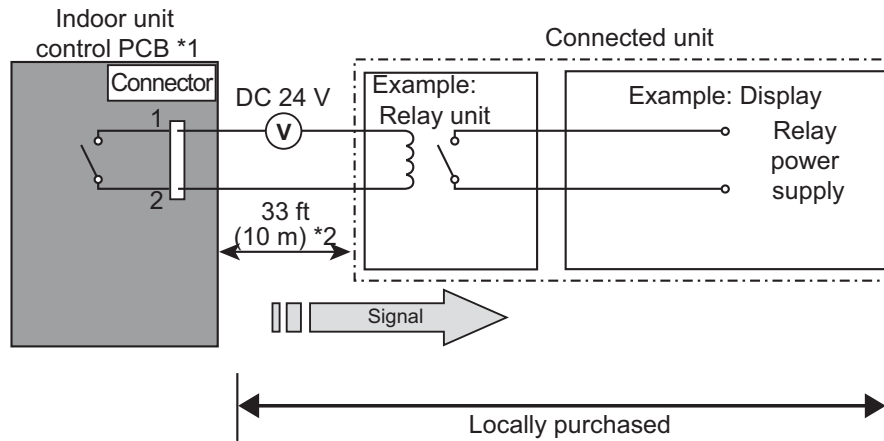 Indoor unit
control PCB *1
Connector
1
2
DC 24 V
V
33 ft
(10 m) *2
Connected unit
Example:
Relay unit
Example: Display
Relay
power
supply
Signal
Locally purchased